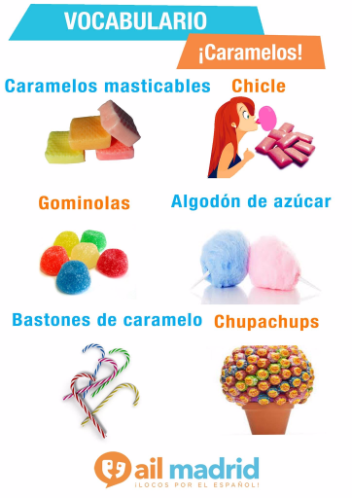 VOCABULARIO
¡Caramelos!
Caramelos masticables
Chicle
Gominolas
Algodón de azúcar
Bastones de caramelo
Chupachups
ail madrid
¡LOCOS POR EL ESPAÑOL!